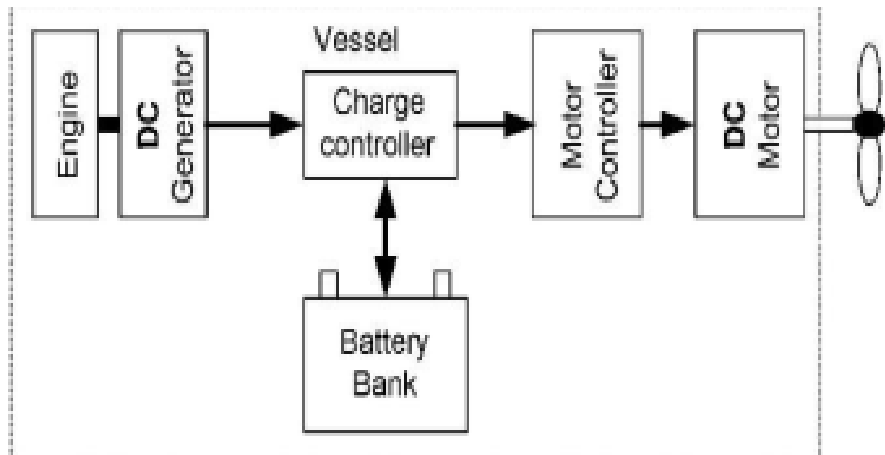 Vessel
Engine
DC
Generator
Charge
controller
Motor
Controller
DC
Motor
Battery
Bank